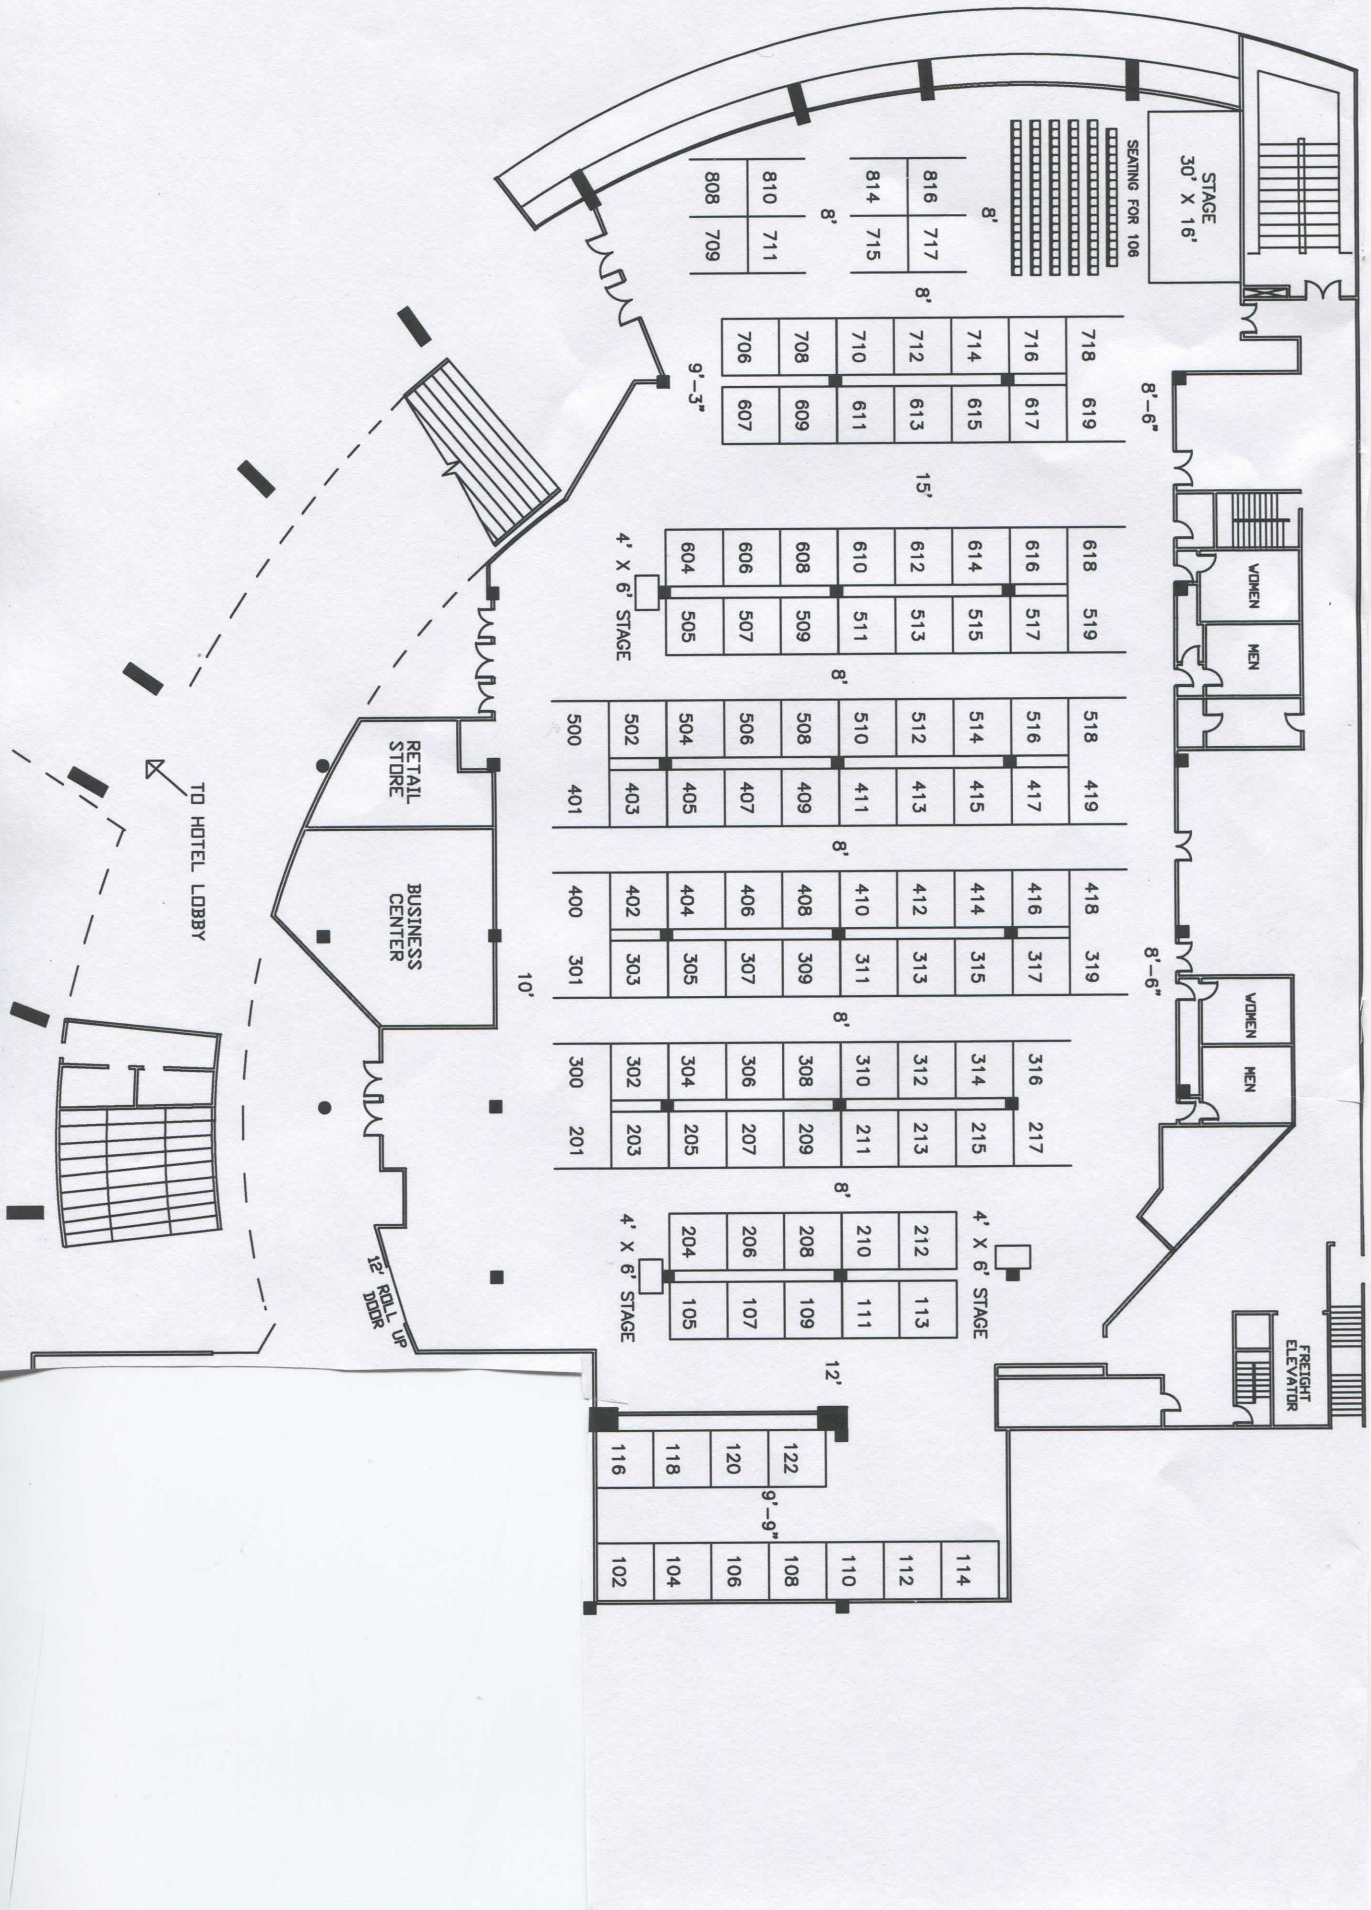 FREIGHT
ELEVATOR
WOMEN MEN WOMEN MEN
STAGE
30' X 16'
8'-6" 8'-6"
SEATING FOR 106
718 619 618 519 518 419 418 319
716 617 616 517 516 417 416 317 316 217
8' 4' X 6' STAGE
714 615 614 515 514 415 414 315 314 215 114
816 717 8' 712 613 15' 612 513 512 413 412 313 312 213 212 113 112
814 715 710 611 610 511 510 411 410 311 310 211 210 111 110
8' 8' 8' 8' 8' 12'
708 609 608 509 508 409 408 309 308 209 208 109 122 108
810 711 9'-9"
706 607 606 507 506 407 406 307 306 207 206 107 120 106
808 709 9'-3"
604 505 504 405 404 305 304 205 204 105 118 104
4' X 6' STAGE 502 403 402 303 302 203 4' X 6' STAGE 116 102
500 401 400 301 300 201
10'
RETAIL
STORE
BUSINESS
CENTER
12' ROLL UP
DOOR
TO HOTEL LOBBY